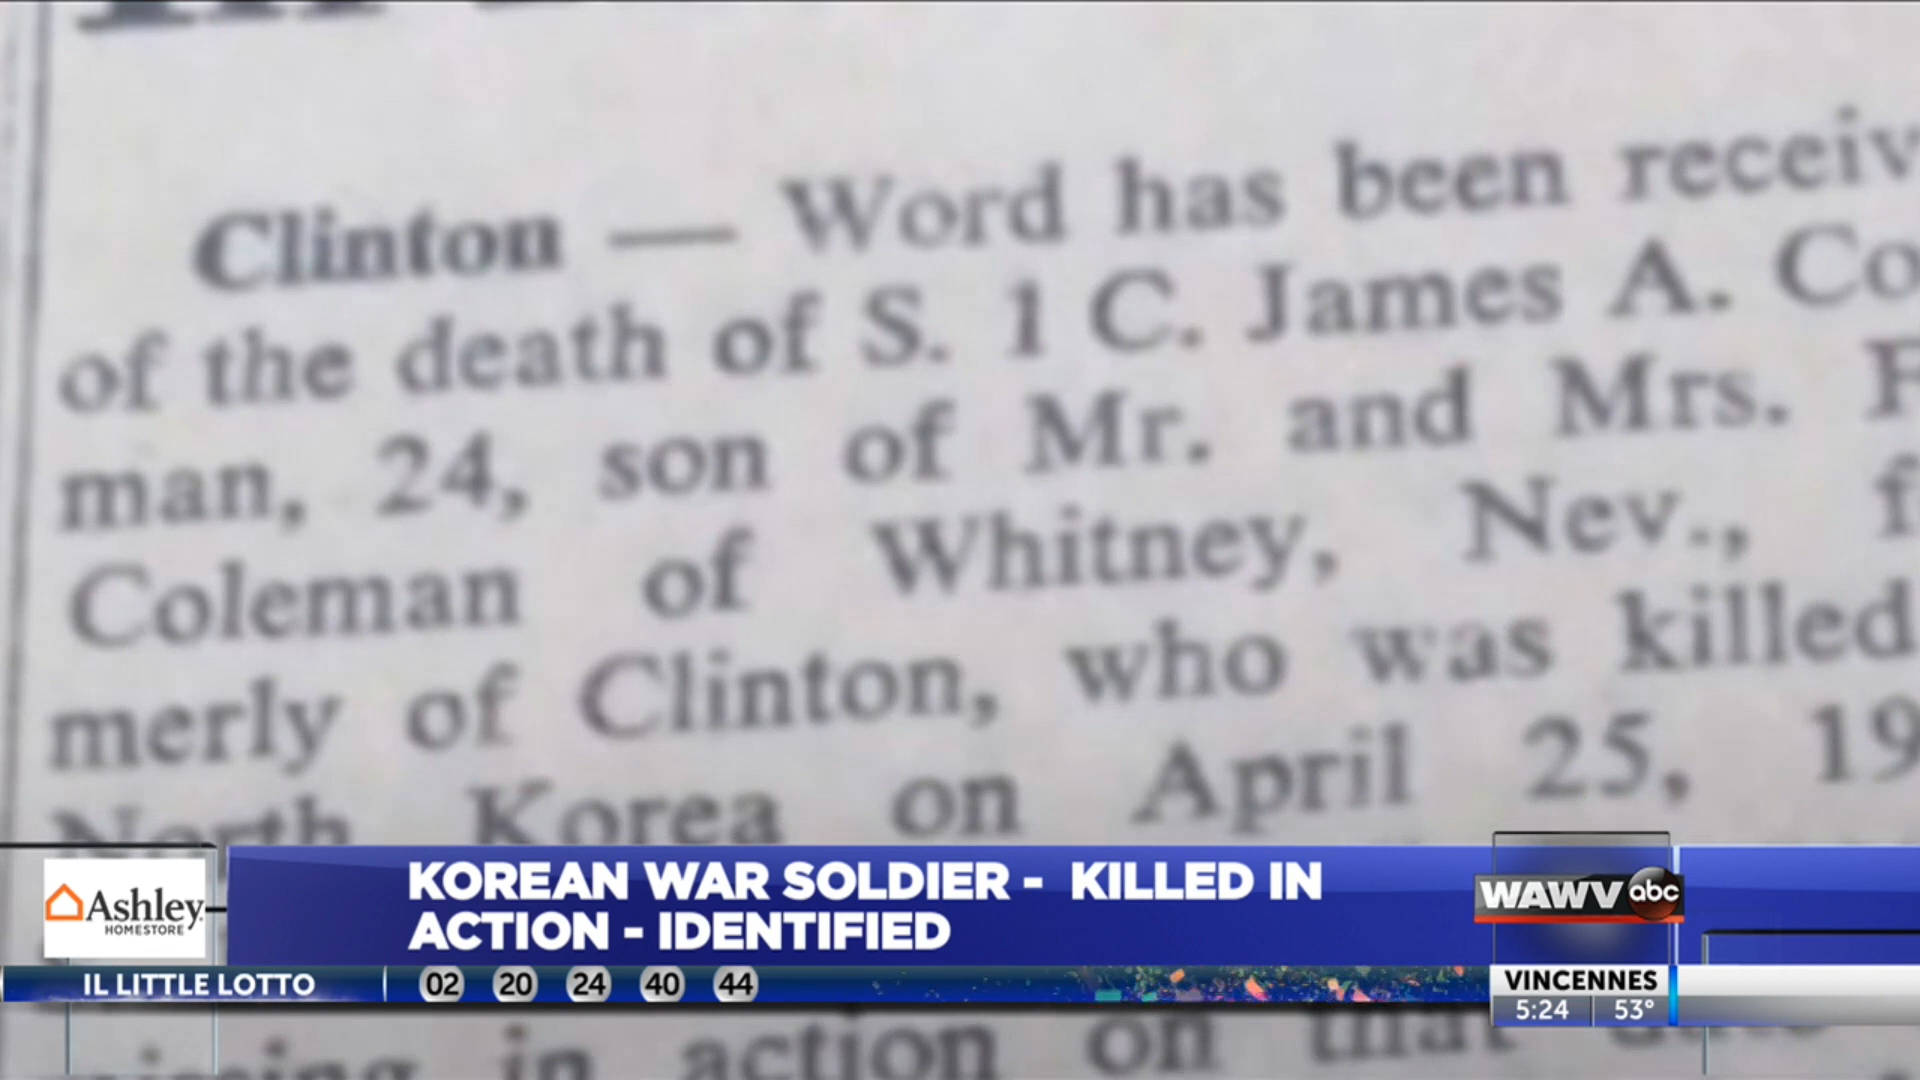 Clinton — Word has been receiv
of the death of S. 1 C. James A. Co
man, 24, son of Mr. and Mrs. F
Coleman of Whitney, Nev., f
merly of Clinton, who was killed
North Korea on April 25, 19
KOREAN WAR SOLDIER - KILLED IN
ACTION - IDENTIFIED
Ashley
HOMESTORE
WAWV abc
IL LITTLE LOTTO 02 20 24 40 44
VINCENNES
5:24 53°
in action on that